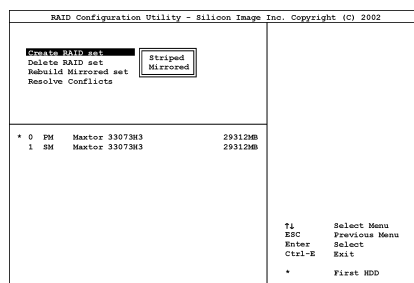 RAID Configuration Utility - Silicon Image Inc. Copyright (C) 2002
Create RAID set
Delete RAID set
Rebuild Mirrored set
Resolve Conflicts
Striped
Mirrored
* 0 PM Maxtor 33073H3 29312MB
1 SM Maxtor 33073H3 29312MB
↑↓ Select Menu
ESC Previous Menu
Enter Select
Ctrl-E Exit
* First HDD